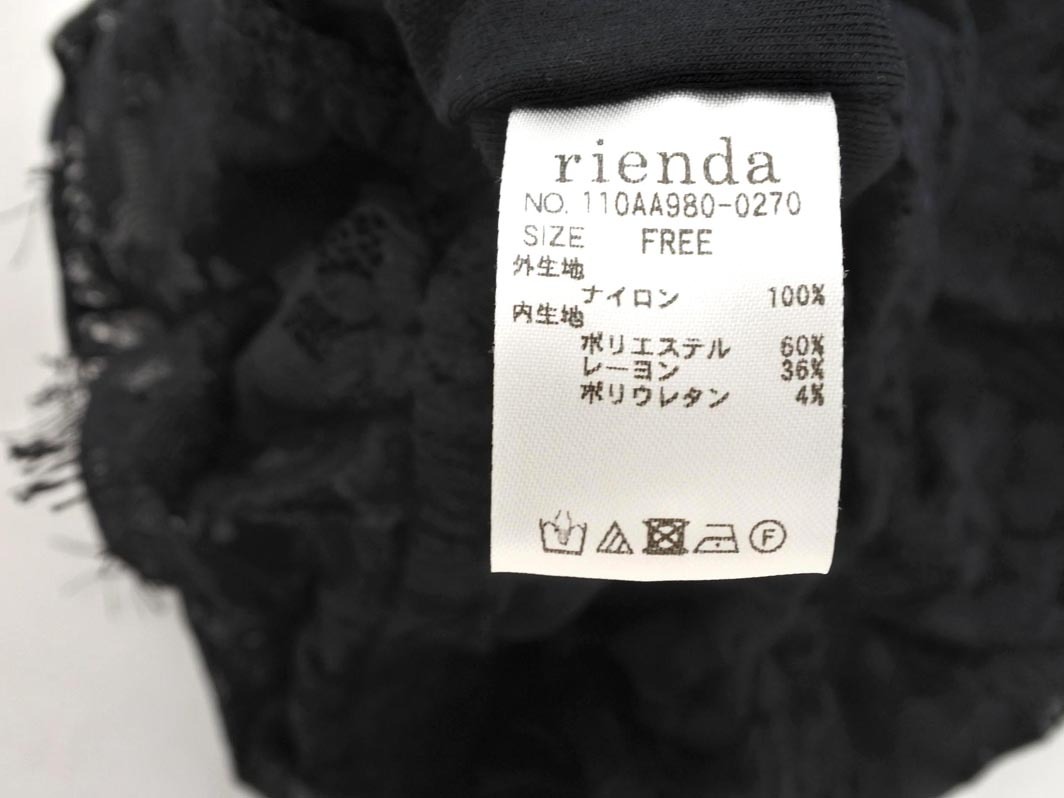 rienda
NO. 110AA980-0270
SIZE FREE
外生地
ナイロン 100%
内生地
ポリエステル 60%
レーヨン 36%
ポリウレタン 4%
F